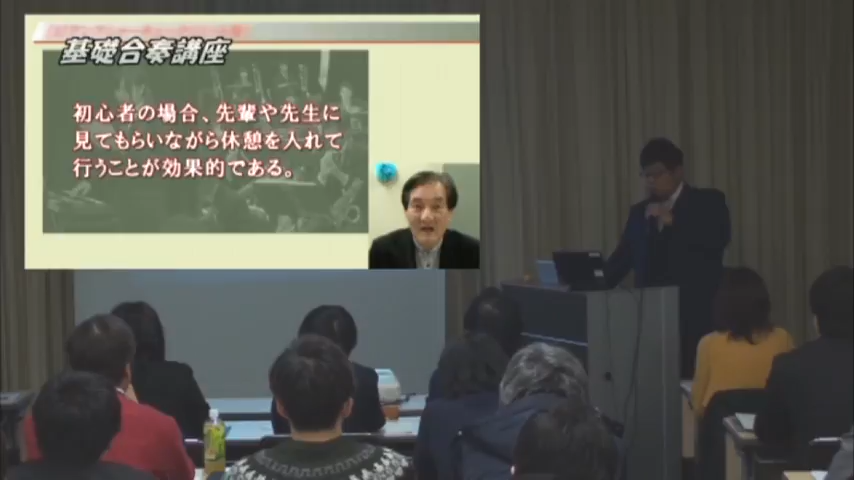 基礎合奏講座
初心者の場合、先輩や先生に
見てもらいながら休憩を入れて
行うことが効果的である。